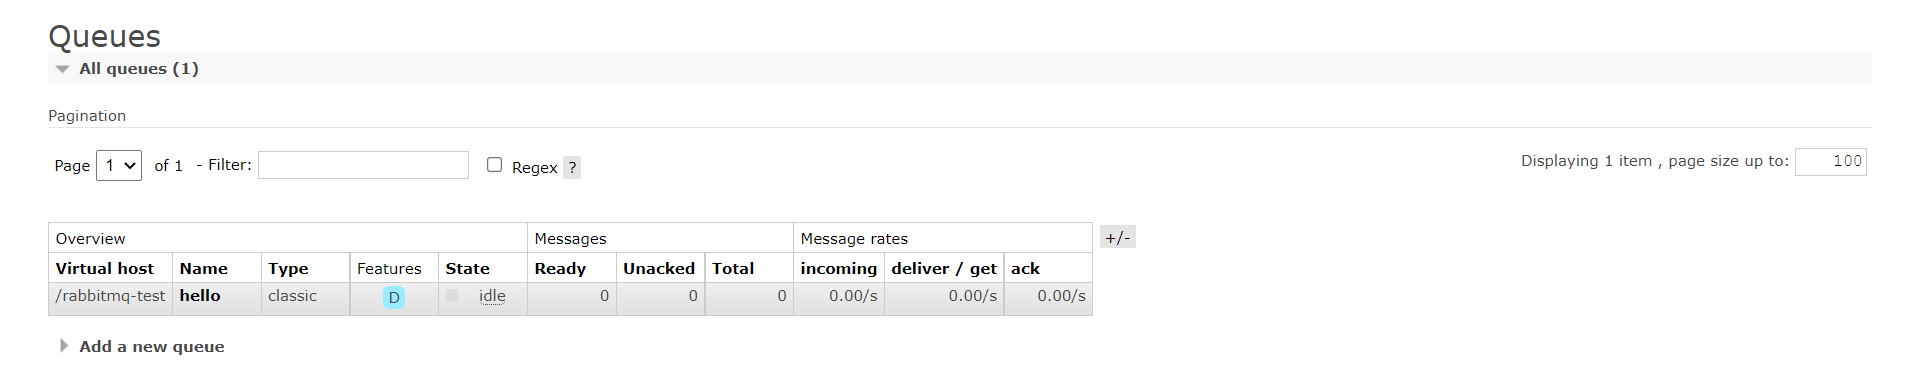 Queues
All queues (1)
Pagination
Page 1 of 1 - Filter: Regex ? Displaying 1 item , page size up to: 100
Overview Messages Message rates +/-
Virtual host Name Type Features State Ready Unacked Total incoming deliver / get ack
/rabbitmq-test hello classic D idle 0 0 0 0.00/s 0.00/s 0.00/s
Add a new queue